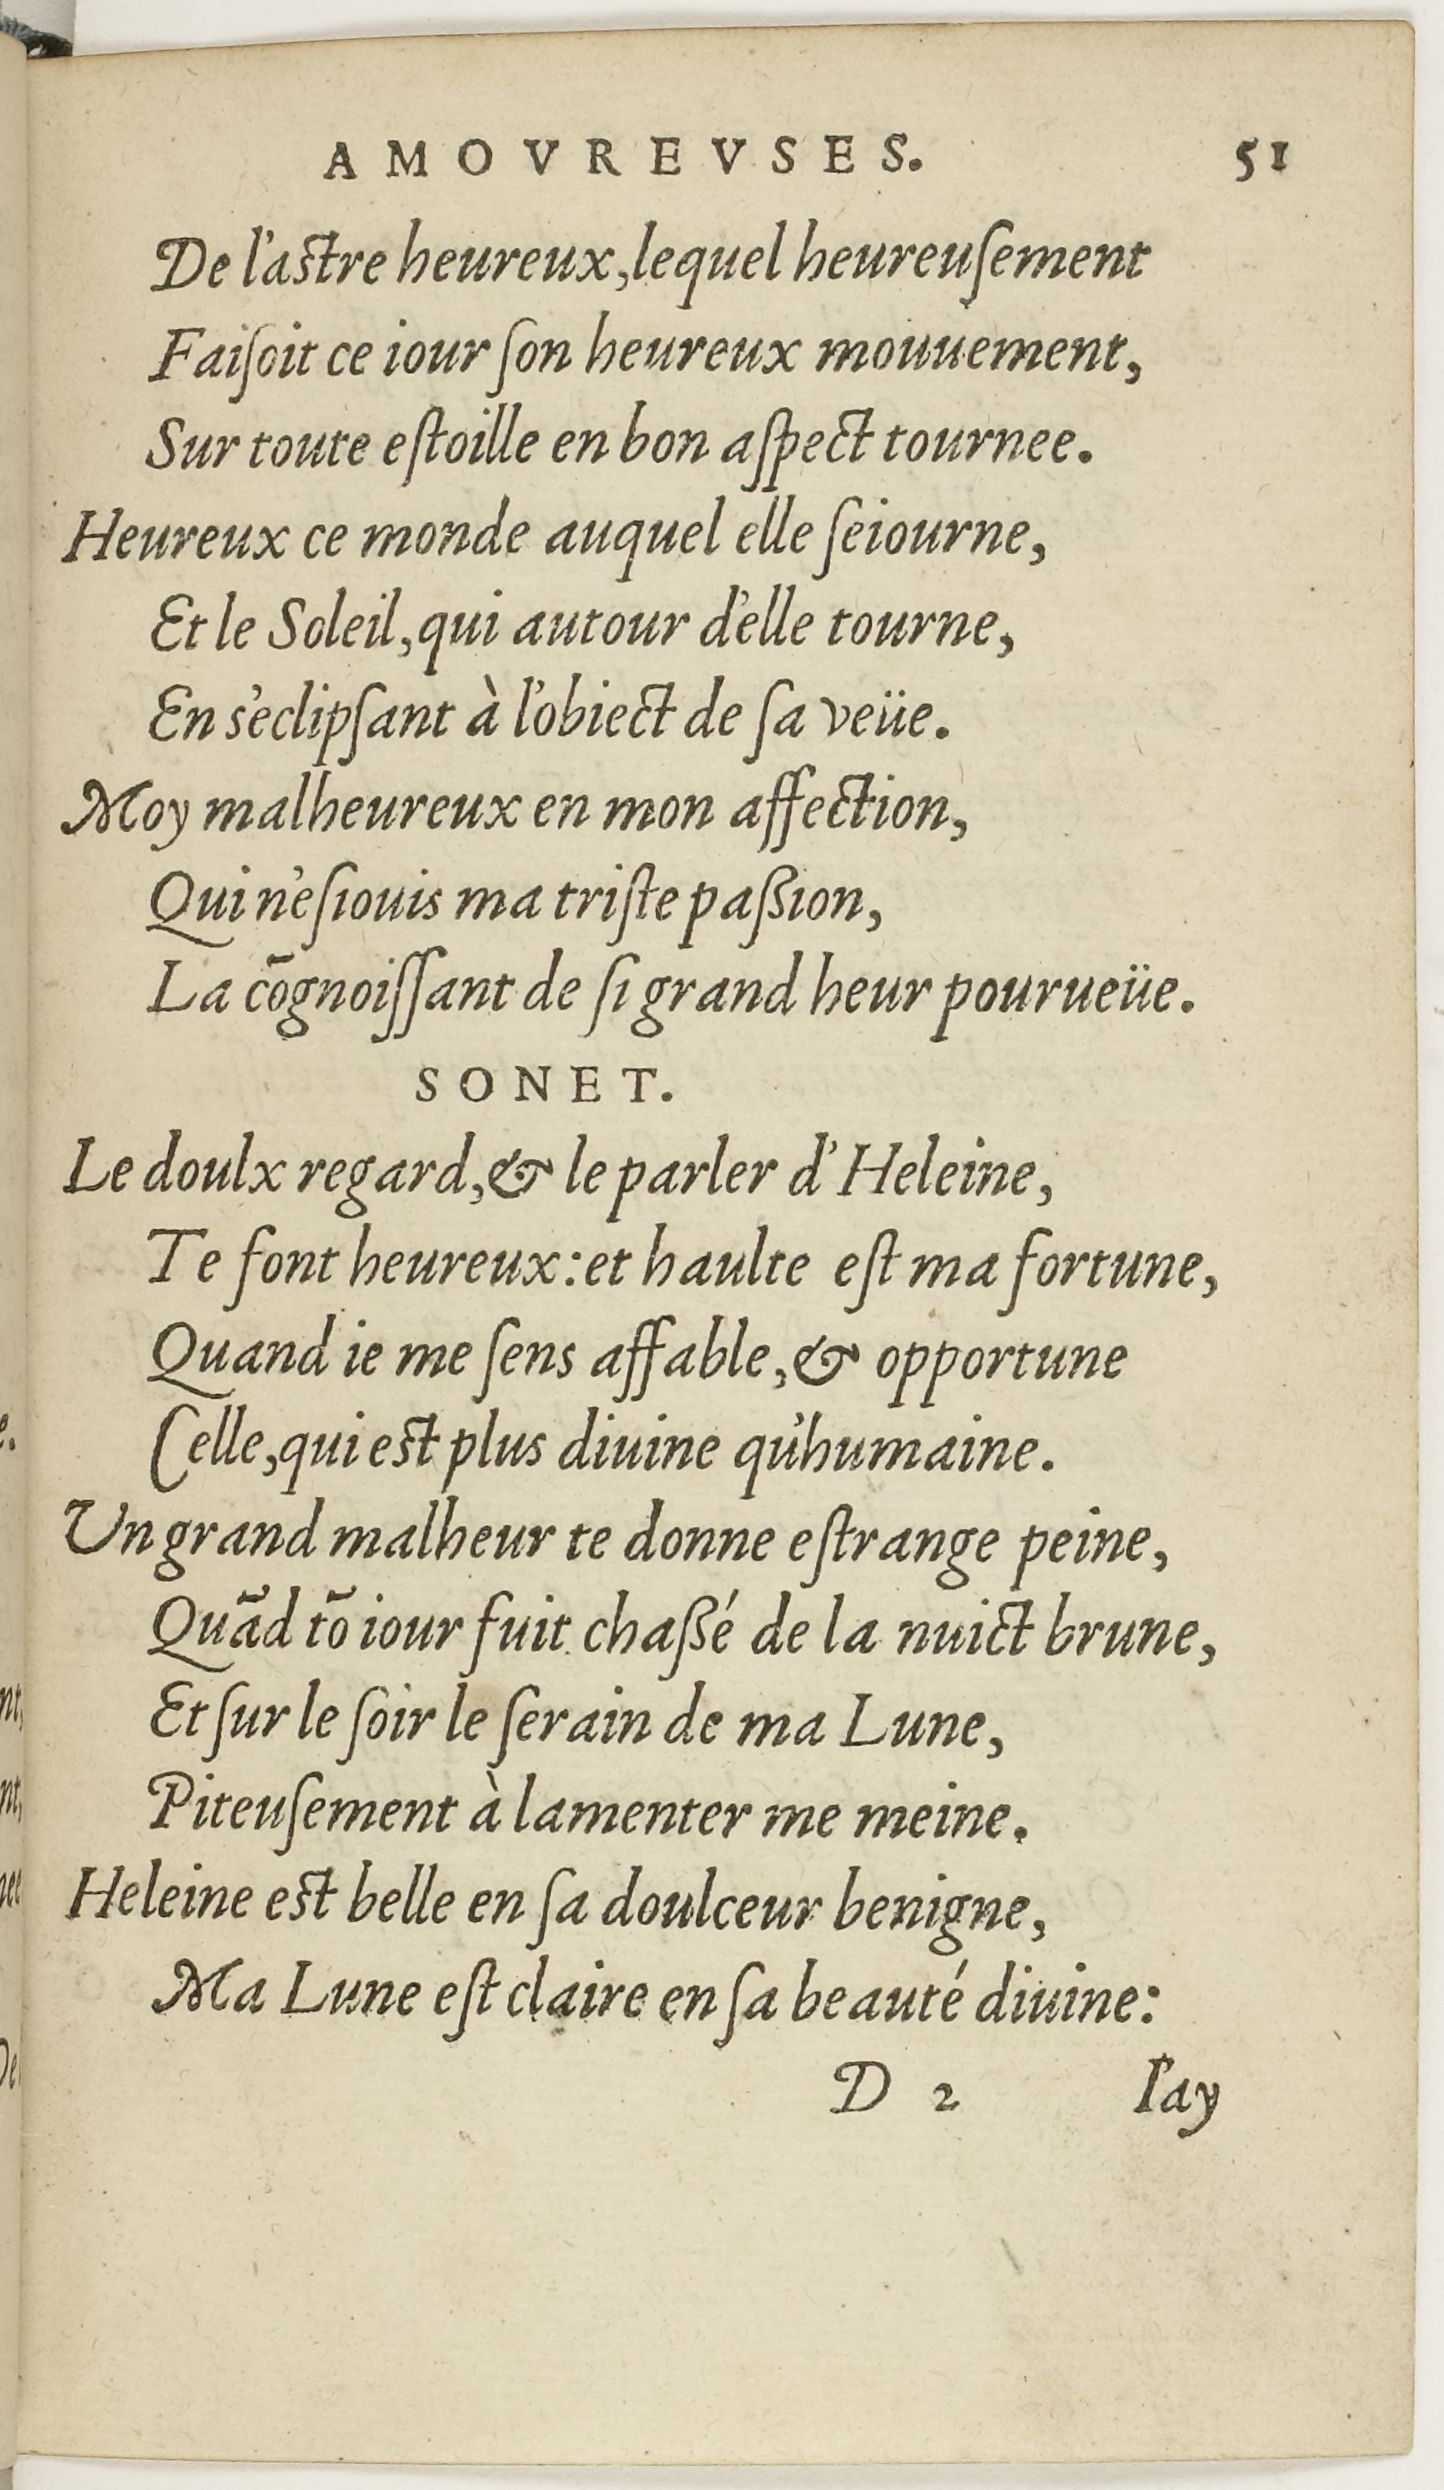 AMOVREVSES. 51
De l'astre heureux, lequel heureuſement
Faiſoit ce iour ſon heureux mouuement,
Sur toute eſtoille en bon aſpect tournee.
Heureux ce monde auquel elle ſeiourne,
Et le Soleil, qui autour d'elle tourne,
En s'eclipſant à l'obiect de ſa veüe.
Moy malheureux en mon affection,
Qui n'eſiouis ma triſte paßion,
La cõgnoiſſant de ſi grand heur pourueüe.
SONET.
Le doulx regard, & le parler d'Heleine,
Te font heureux: et haulte eſt ma fortune,
Quand ie me ſens affable, & opportune
Celle, qui est plus diuine qu'humaine.
Un grand malheur te donne eſtrange peine,
Quãd tõ iour fuit chaßé de la nuict brune,
Et ſur le ſoir le ſerain de ma Lune,
Piteuſement à lamenter me meine.
Heleine est belle en ſa doulceur benigne,
Ma Lune eſt claire en ſa beauté diuine:
D 2 I'ay